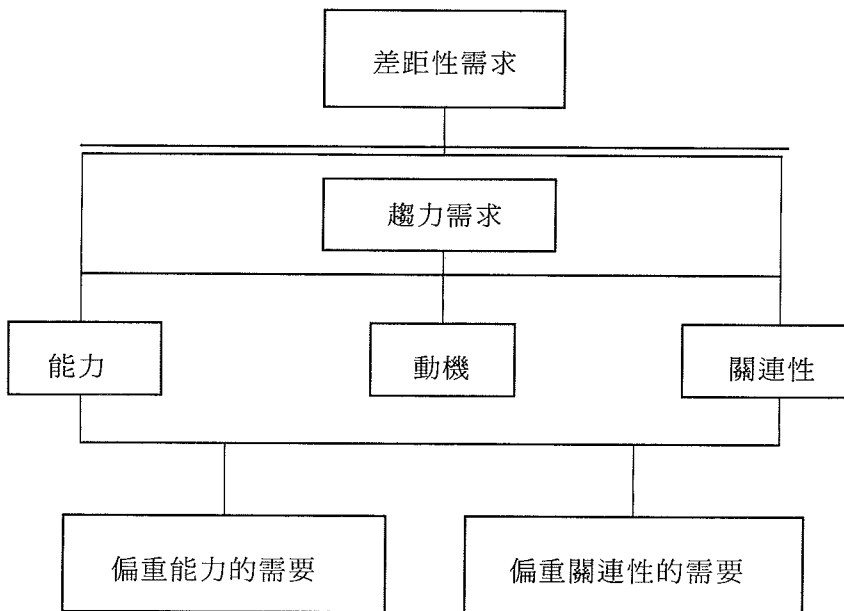 差距性需求
趨力需求
能力
動機
關連性
偏重能力的需要
偏重關連性的需要